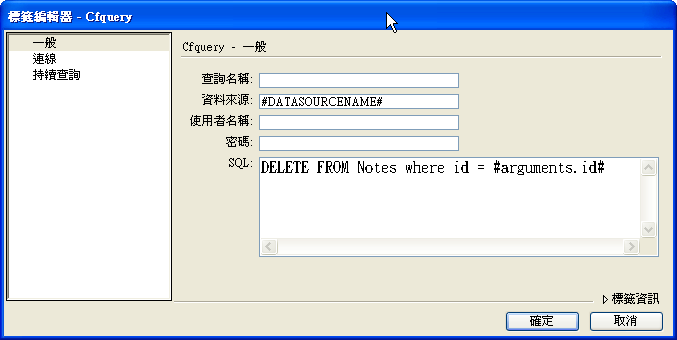 標籤編輯器 - Cfquery
一般
連線
持續查詢
Cfquery - 一般
查詢名稱:
資料來源: #DATASOURCENAME#
使用者名稱:
密碼:
SQL: DELETE FROM Notes where id = #arguments.id#
標籤資訊
確定 取消